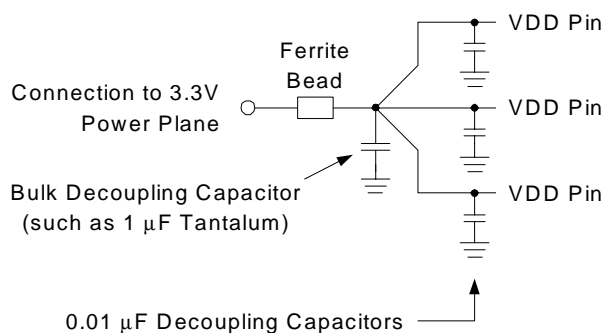 VDD Pin
Ferrite
Bead
Connection to 3.3V
Power Plane
VDD Pin
Bulk Decoupling Capacitor
(such as 1 μF Tantalum)
VDD Pin
0.01 μF Decoupling Capacitors